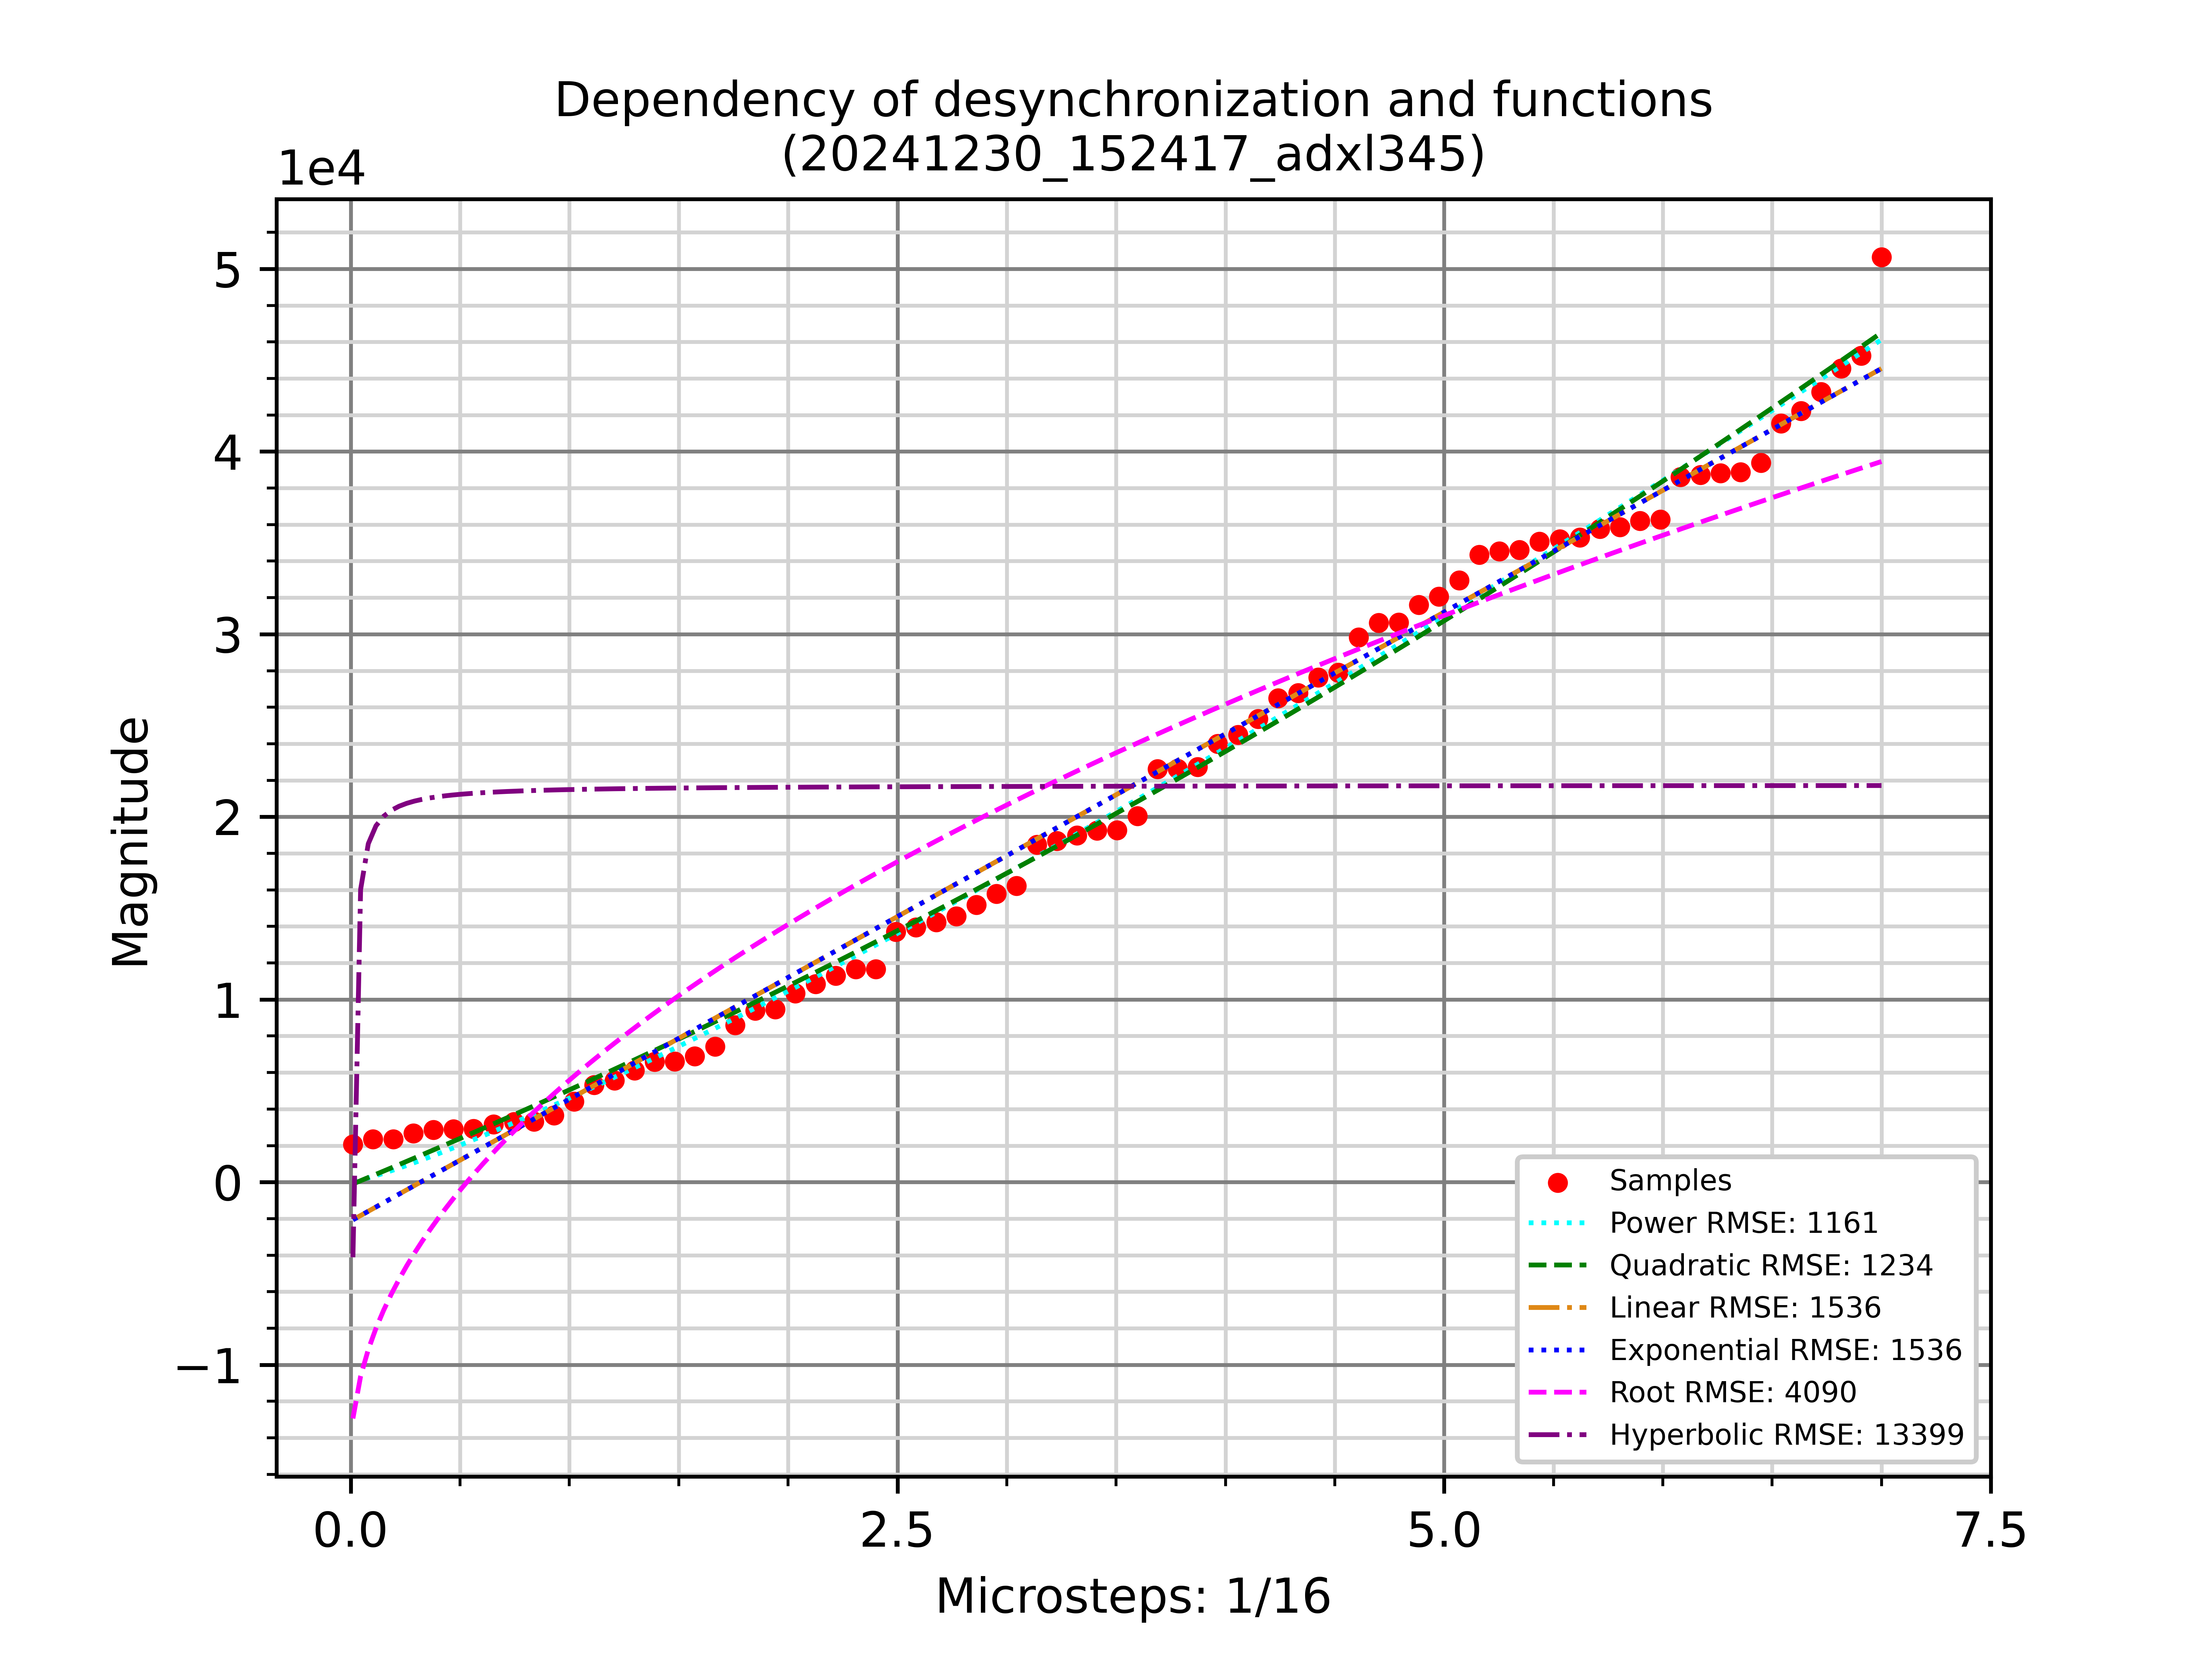 Dependency of desynchronization and functions
(20241230_152417_adxl345)
1e4
5
4
3
2
1
0
−1
Magnitude
0.0 2.5 5.0 7.5
Microsteps: 1/16
Samples
Power RMSE: 1161
Quadratic RMSE: 1234
Linear RMSE: 1536
Exponential RMSE: 1536
Root RMSE: 4090
Hyperbolic RMSE: 13399